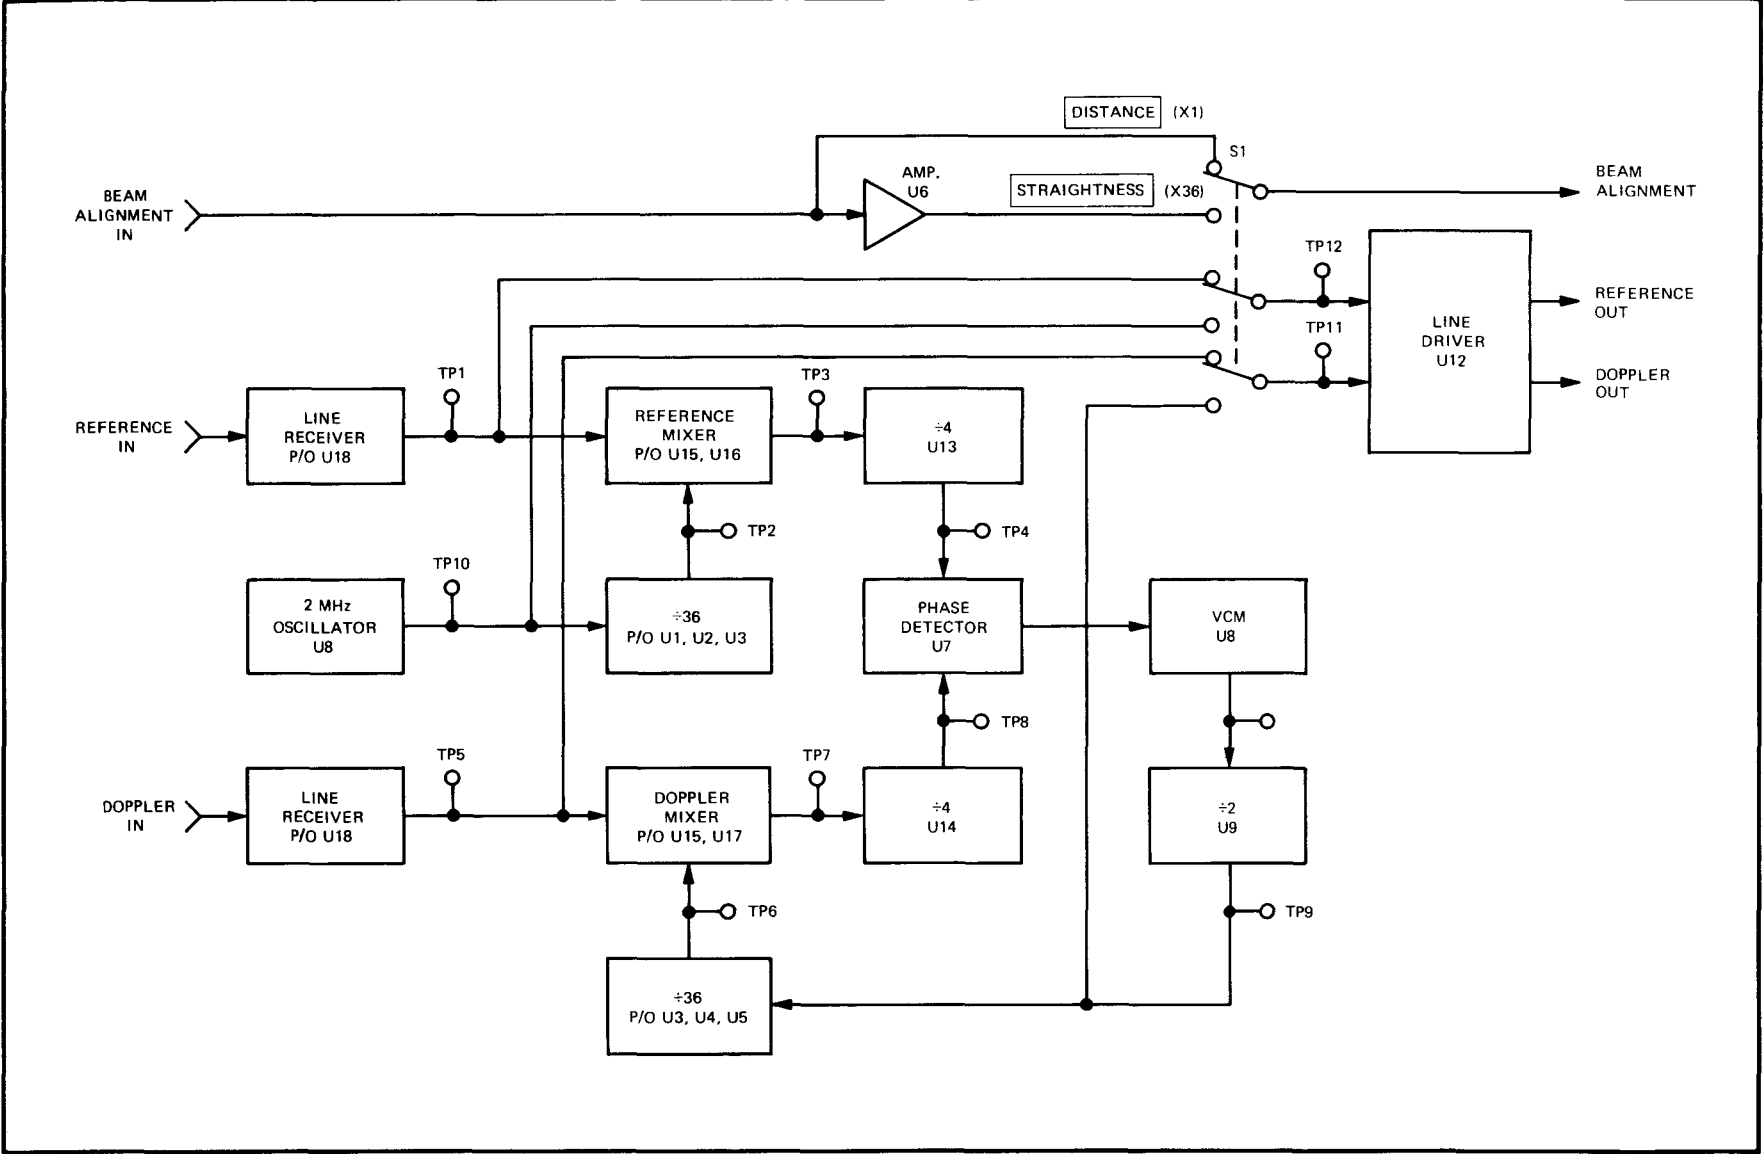 DISTANCE (X1)
S1
AMP.
U6
STRAIGHTNESS (X36)
BEAM
ALIGNMENT
IN
BEAM
ALIGNMENT
TP12
REFERENCE
OUT
LINE
DRIVER
U12
TP11
DOPPLER
OUT
TP1
TP3
REFERENCE
IN
LINE
RECEIVER
P/O U18
REFERENCE
MIXER
P/O U15, U16
÷4
U13
TP2
TP4
TP10
2 MHz
OSCILLATOR
U8
÷36
P/O U1, U2, U3
PHASE
DETECTOR
U7
VCM
U8
TP8
TP5
TP7
DOPPLER
IN
LINE
RECEIVER
P/O U18
DOPPLER
MIXER
P/O U15, U17
÷4
U14
÷2
U9
TP6
TP9
÷36
P/O U3, U4, U5